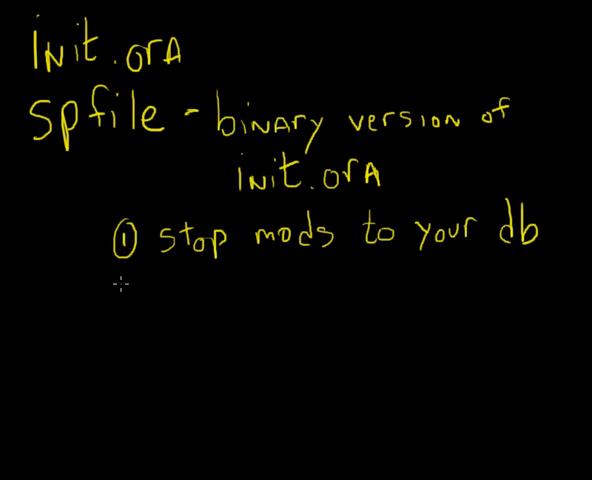 init.ora
spfile - binary version of
init.ora
① stop mods to your db